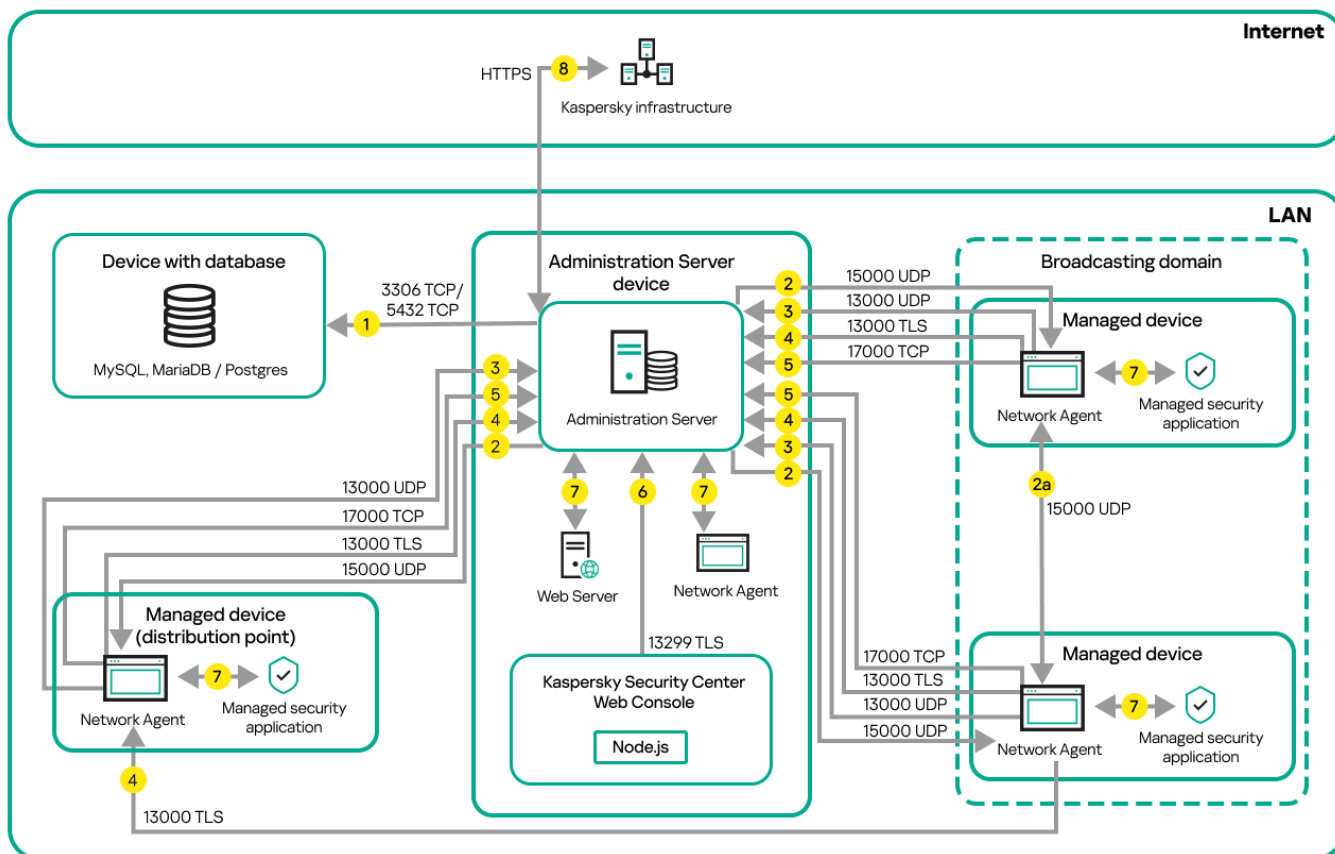 Internet
HTTPS
8
Kaspersky infrastructure
LAN
Device with database
MySQL, MariaDB / Postgres
3306 TCP/
5432 TCP
1
Administration Server
device
Administration Server
2
15000 UDP
3
13000 UDP
4
13000 TLS
5
17000 TCP
Broadcasting domain
Managed device
Network Agent
7
Managed security
application
3
5
4
2
5
4
3
2
13000 UDP
17000 TCP
13000 TLS
15000 UDP
7
6
7
Web Server
Network Agent
2a
15000 UDP
Managed device
(distribution point)
Network Agent
7
Managed security
application
13299 TLS
Kaspersky Security Center
Web Console
Node.js
17000 TCP
13000 TLS
13000 UDP
15000 UDP
Managed device
Network Agent
7
Managed security
application
4
13000 TLS